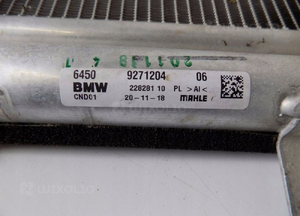 6450 9271204 06
BMW 228281 10 PL >Al<
CND01 20-11-18 MAHLE